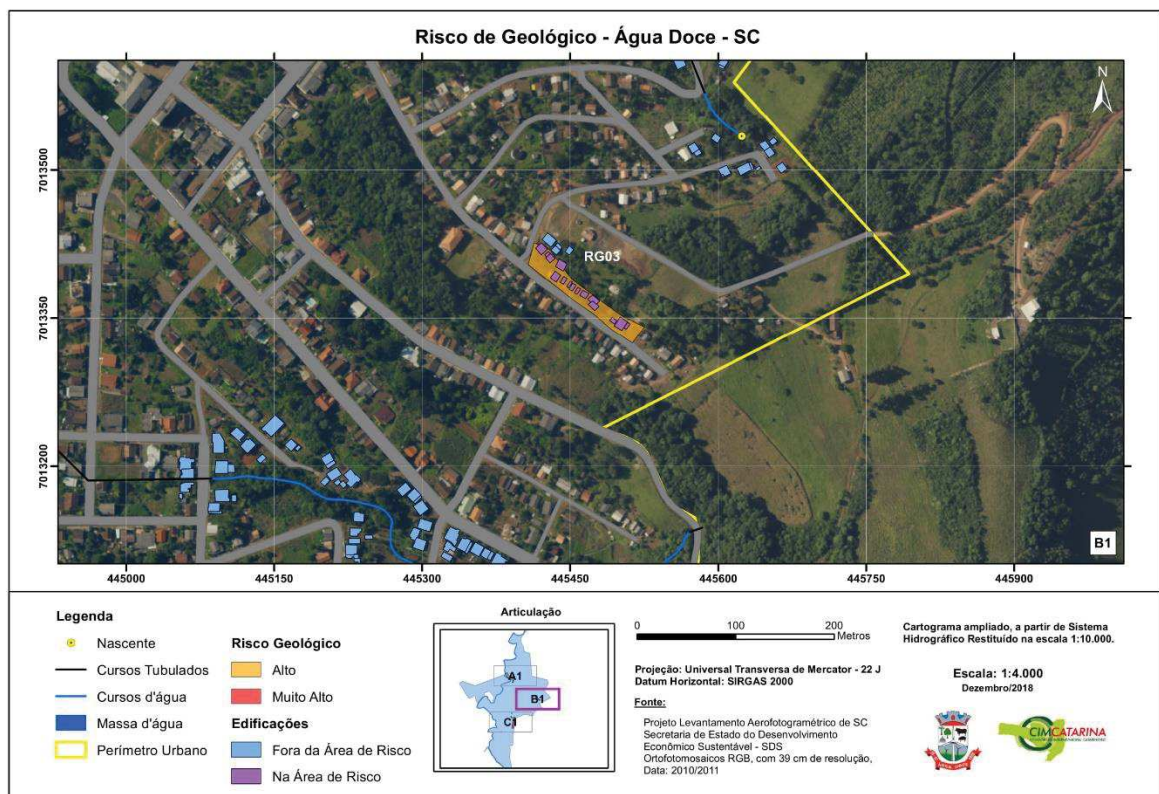 Risco de Geológico - Água Doce - SC
N
7013500
7013350
7013200
RG03
B1
445000
445150
445300
445450
445600
445750
445900
Legenda
Nascente
Cursos Tubulados
Cursos d'água
Massa d'água
Perímetro Urbano
Risco Geológico
Alto
Muito Alto
Edificações
Fora da Área de Risco
Na Área de Risco
Articulação
A1
B1
C1
0 100 200
Metros
Projeção: Universal Transversa de Mercator - 22 J
Datum Horizontal: SIRGAS 2000
Fonte:
Projeto Levantamento Aerofotogramétrico de SC
Secretaria de Estado do Desenvolvimento
Econômico Sustentável - SDS
Ortofotomosaicos RGB, com 39 cm de resolução,
Data: 2010/2011
Cartograma ampliado, a partir de Sistema
Hidrográfico Restituído na escala 1:10.000.
Escala: 1:4.000
Dezembro/2018
CIMCATARINA